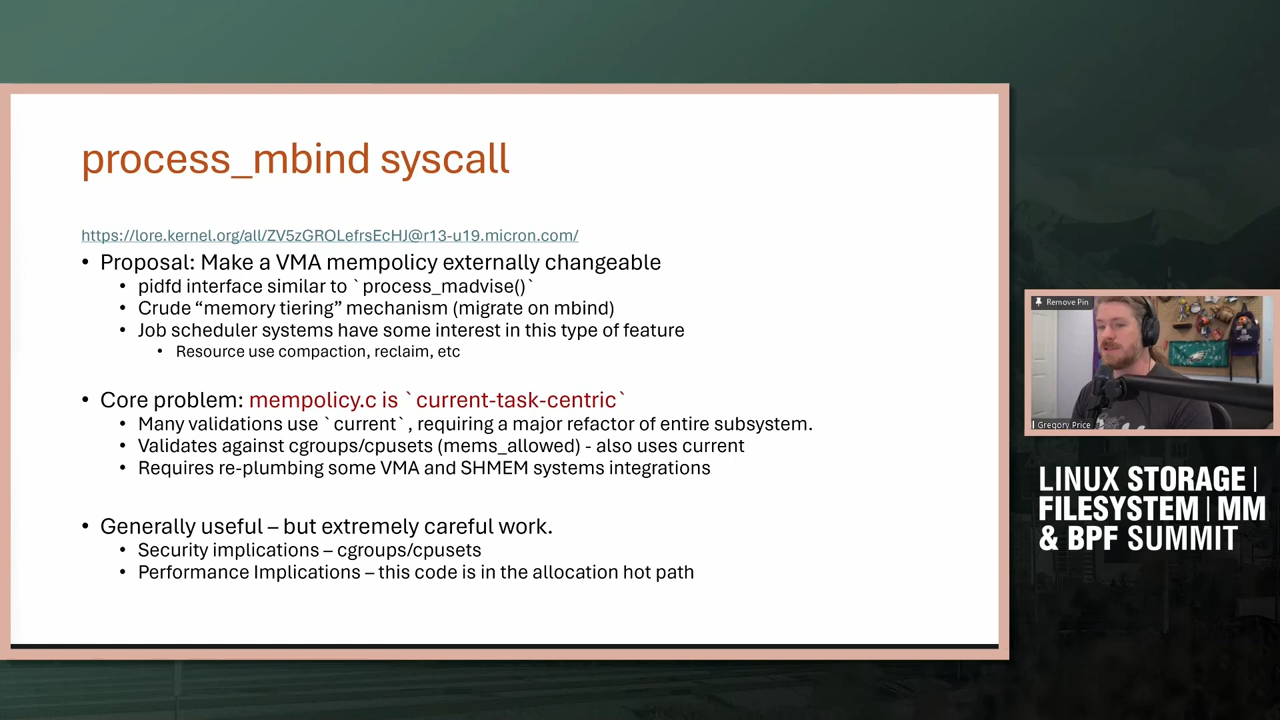 process_mbind syscall
https://lore.kernel.org/all/ZV5zGROLefrsEcHJ@r13-u19.micron.com/
• Proposal: Make a VMA mempolicy externally changeable
• pidfd interface similar to `process_madvise()`
• Crude “memory tiering” mechanism (migrate on mbind)
• Job scheduler systems have some interest in this type of feature
• Resource use compaction, reclaim, etc
• Core problem: mempolicy.c is `current-task-centric`
• Many validations use `current`, requiring a major refactor of entire subsystem.
• Validates against cgroups/cpusets (mems_allowed) - also uses current
• Requires re-plumbing some VMA and SHMEM systems integrations
• Generally useful – but extremely careful work.
• Security implications – cgroups/cpusets
• Performance Implications – this code is in the allocation hot path
Remove Pin
Gregory Price
LINUX STORAGE |
FILESYSTEM | MM
& BPF SUMMIT